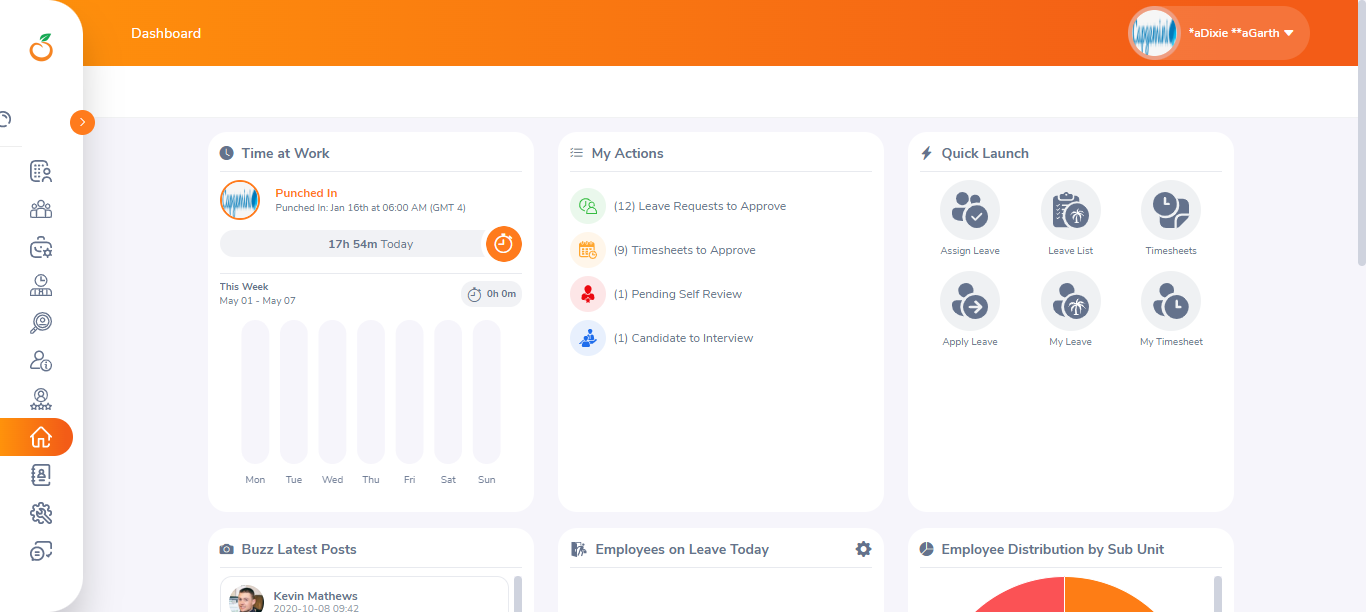 Dashboard
*aDixie **aGarth
Time at Work
Punched In
Punched In: Jan 16th at 06:00 AM (GMT 4)
17h 54m Today
This Week
May 01 - May 07
0h 0m
Mon Tue Wed Thu Fri Sat Sun
My Actions
(12) Leave Requests to Approve
(9) Timesheets to Approve
(1) Pending Self Review
(1) Candidate to Interview
Quick Launch
Assign Leave Leave List Timesheets
Apply Leave My Leave My Timesheet
Buzz Latest Posts
Kevin Mathews
2020-10-08 09:42
Employees on Leave Today
Employee Distribution by Sub Unit